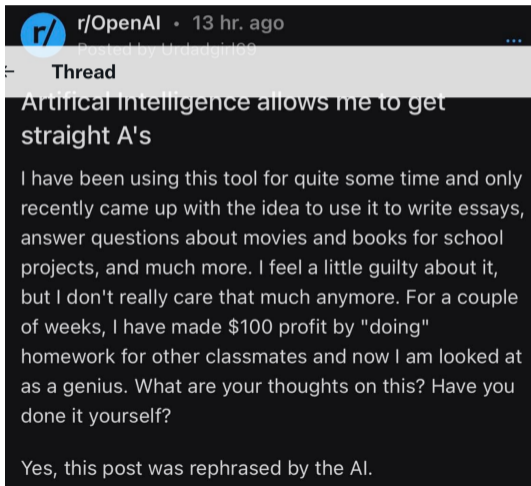 r/
r/OpenAI • 13 hr. ago
Posted by Urdadgirl69
...
← Thread
Artifical Intelligence allows me to get
straight A's
I have been using this tool for quite some time and only
recently came up with the idea to use it to write essays,
answer questions about movies and books for school
projects, and much more. I feel a little guilty about it,
but I don't really care that much anymore. For a couple
of weeks, I have made $100 profit by "doing"
homework for other classmates and now I am looked at
as a genius. What are your thoughts on this? Have you
done it yourself?
Yes, this post was rephrased by the AI.